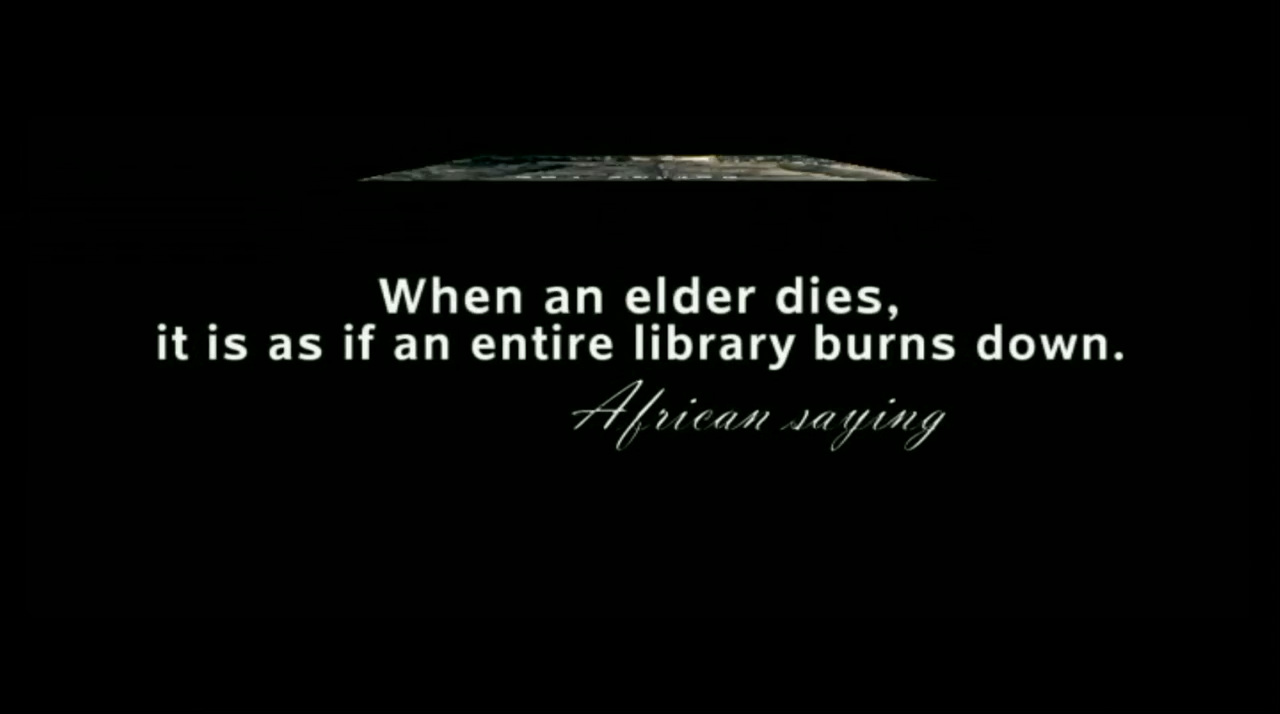 When an elder dies,
it is as if an entire library burns down.
African saying